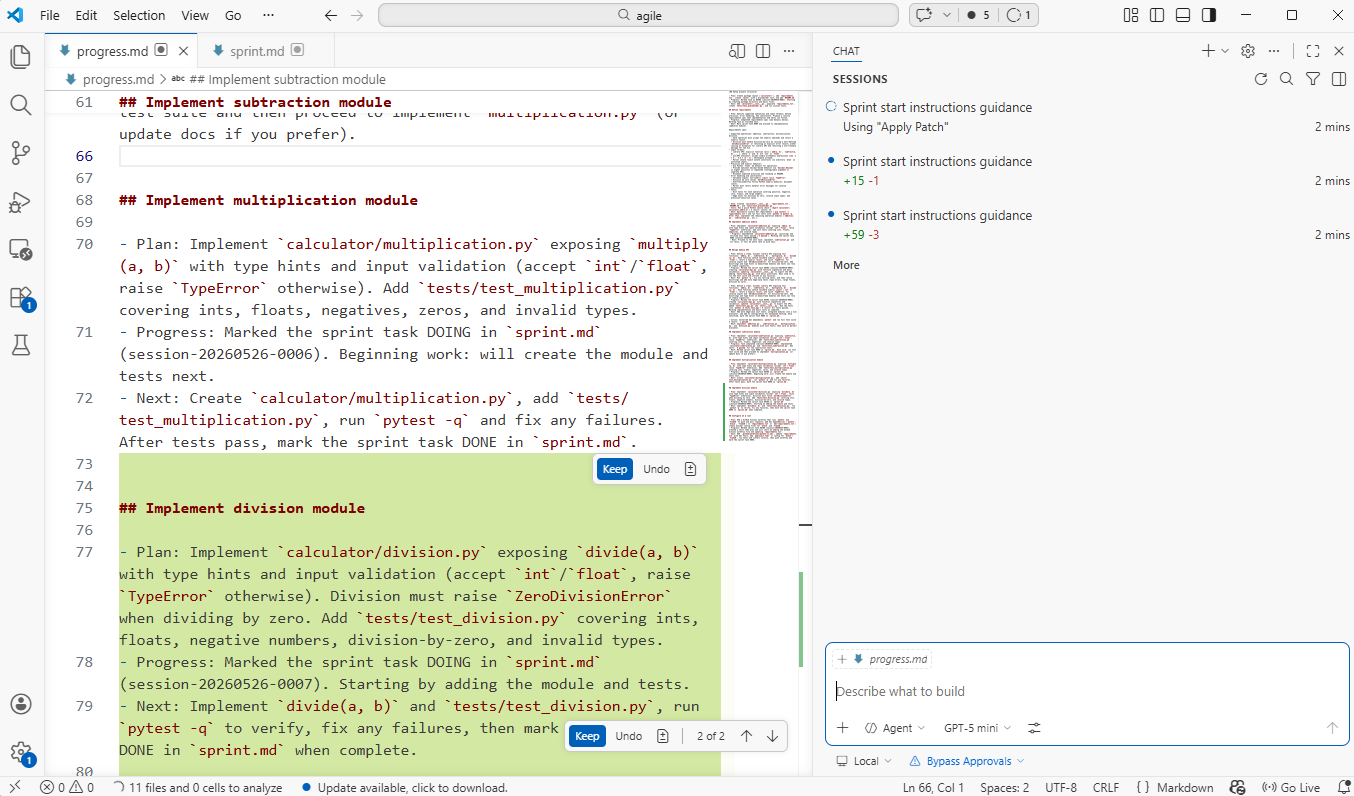 File Edit Selection View Go ··· agile 5 1
progress.md sprint.md
progress.md > abc ## Implement subtraction module
61 ## Implement subtraction module
test suite and then proceed to implement `multiplication.py` (or
update docs if you prefer).
66
67
68 ## Implement multiplication module
69
70 - Plan: Implement `calculator/multiplication.py` exposing `multiply
(a, b)` with type hints and input validation (accept `int`/`float`,
raise `TypeError` otherwise). Add `tests/test_multiplication.py`
covering ints, floats, negatives, zeros, and invalid types.
71 - Progress: Marked the sprint task DOING in `sprint.md`
(session-20260526-0006). Beginning work: will create the module and
tests next.
72 - Next: Create `calculator/multiplication.py`, add `tests/
test_multiplication.py`, run `pytest -q` and fix any failures.
After tests pass, mark the sprint task DONE in `sprint.md`.
73
Keep Undo
74
75 ## Implement division module
76
77 - Plan: Implement `calculator/division.py` exposing `divide(a, b)`
with type hints and input validation (accept `int`/`float`, raise
`TypeError` otherwise). Division must raise `ZeroDivisionError`
when dividing by zero. Add `tests/test_division.py` covering ints,
floats, negative numbers, division-by-zero, and invalid types.
78 - Progress: Marked the sprint task DOING in `sprint.md`
(session-20260526-0007). Starting by adding the module and tests.
79 - Next: Implement `divide(a, b)` and `tests/test_division.py`, run
`pytest -q` to verify, fix any failures, then mark
Keep Undo 2 of 2
DONE in `sprint.md` when complete.
80
CHAT
SESSIONS
Sprint start instructions guidance
Using "Apply Patch" 2 mins
Sprint start instructions guidance
+15 -1 2 mins
Sprint start instructions guidance
+59 -3 2 mins
More
progress.md
Describe what to build
Agent GPT-5 mini
Local Bypass Approvals
1
1
0 0 11 files and 0 cells to analyze Update available, click to download. Ln 66, Col 1 Spaces: 2 UTF-8 CRLF { } Markdown Go Live